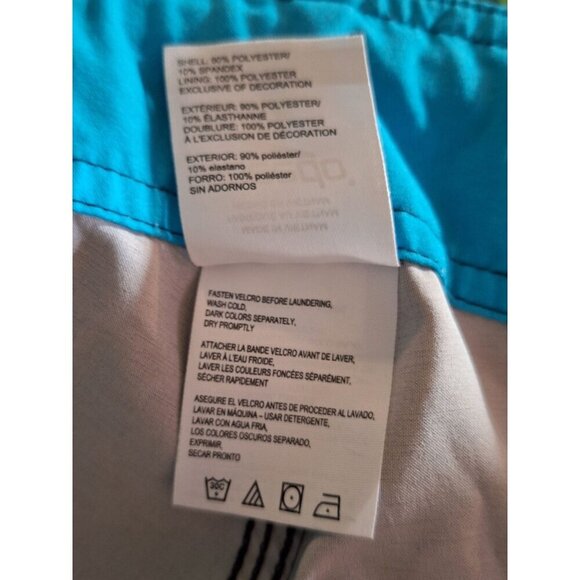 SHELL: 90% POLYESTER/
10% SPANDEX
LINING: 100% POLYESTER
EXCLUSIVE OF DECORATION
EXTÉRIEUR: 90% POLYESTER/
10% ÉLASTHANNE
DOUBLURE: 100% POLYESTER
À L'EXCLUSION DE DÉCORATION
EXTERIOR: 90% poliéster/
10% elastano
FORRO: 100% poliéster
SIN ADORNOS
FASTEN VELCRO BEFORE LAUNDERING,
WASH COLD,
DARK COLORS SEPARATELY,
DRY PROMPTLY
ATTACHER LA BANDE VELCRO AVANT DE LAVER,
LAVER À L'EAU FROIDE,
LAVER LES COULEURS FONCÉES SÉPARÉMENT,
SÉCHER RAPIDEMENT
ASEGURE EL VELCRO ANTES DE PROCEDER AL LAVADO,
LAVAR EN MÁQUINA – USAR DETERGENTE,
LAVAR CON AGUA FRIA,
LOS COLORES OSCUROS SEPARADO,
EXPRIMIR,
SECAR PRONTO
30C